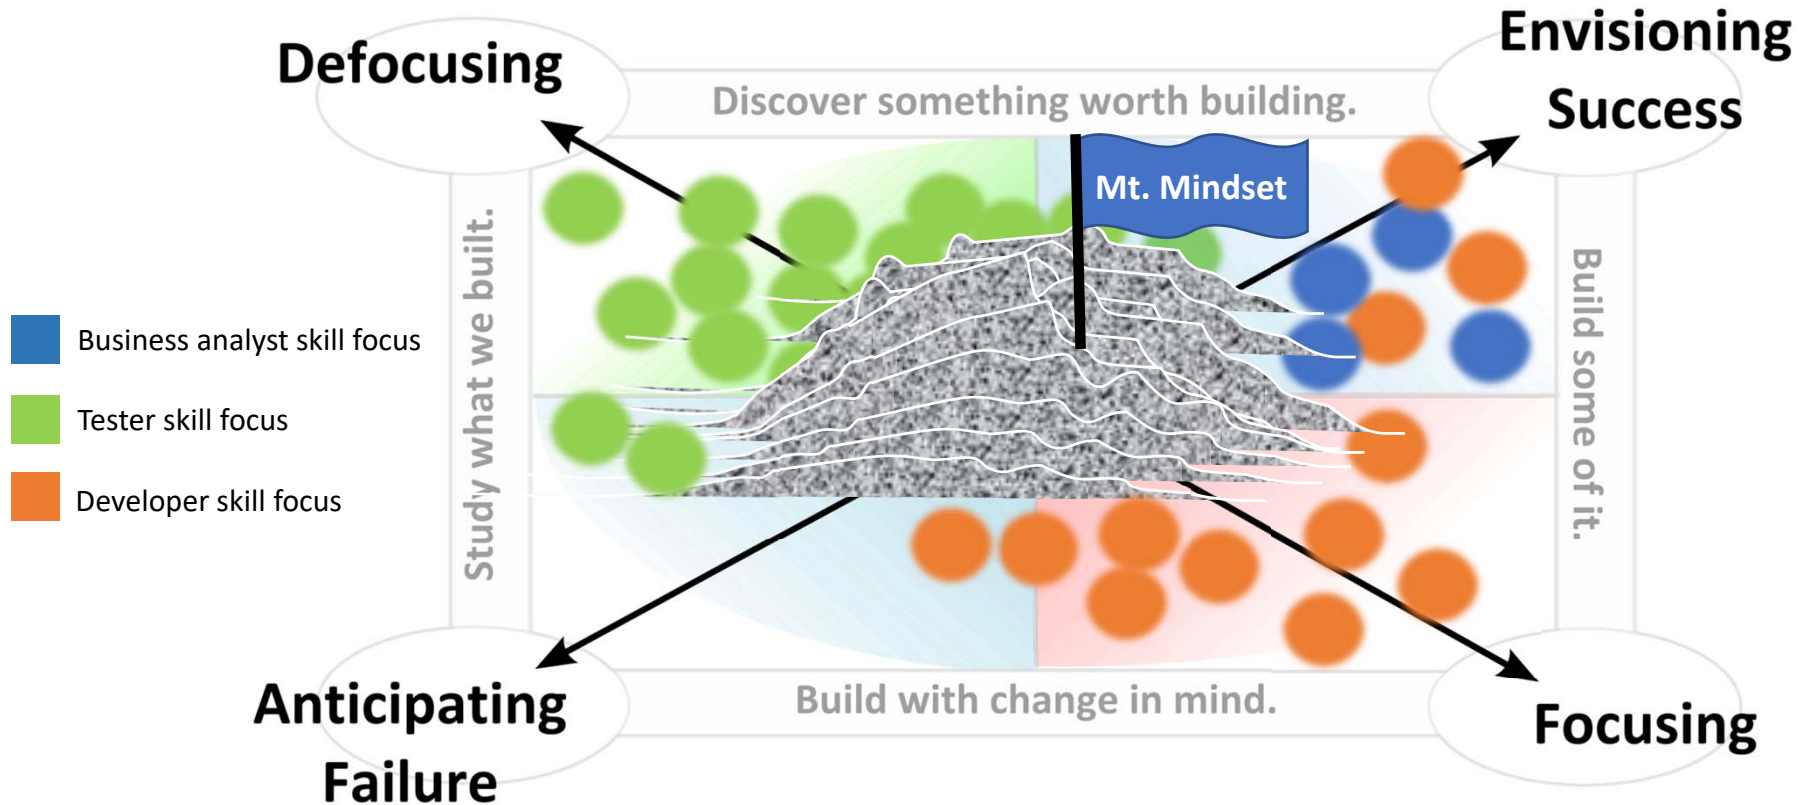 Defocusing
Envisioning
Success
Discover something worth building.
Mt. Mindset
Study what we built.
Build some of it.
Business analyst skill focus
Tester skill focus
Developer skill focus
Anticipating
Failure
Build with change in mind.
Focusing